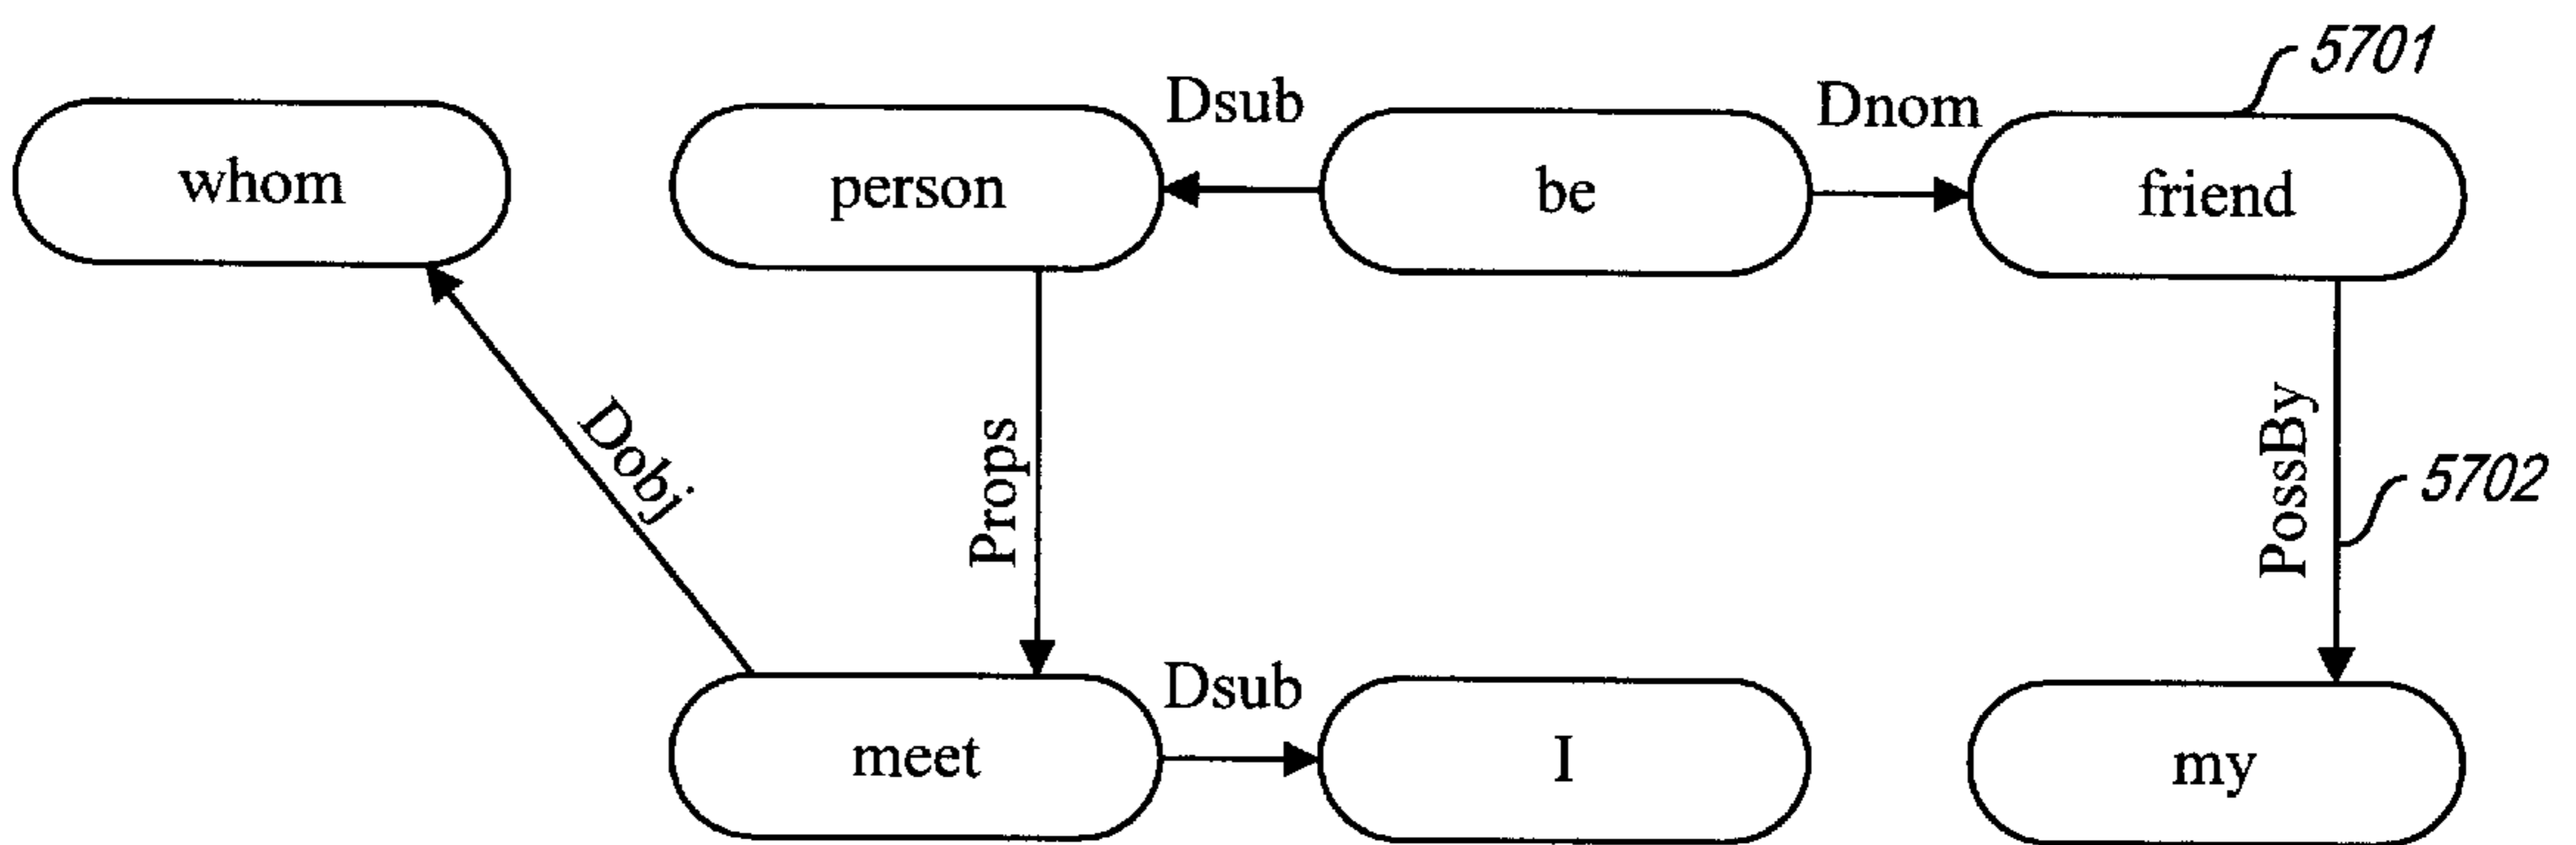 5701
Dsub
Dnom
whom
person
be
friend
Dobj
Props
PossBy
5702
Dsub
meet
I
my